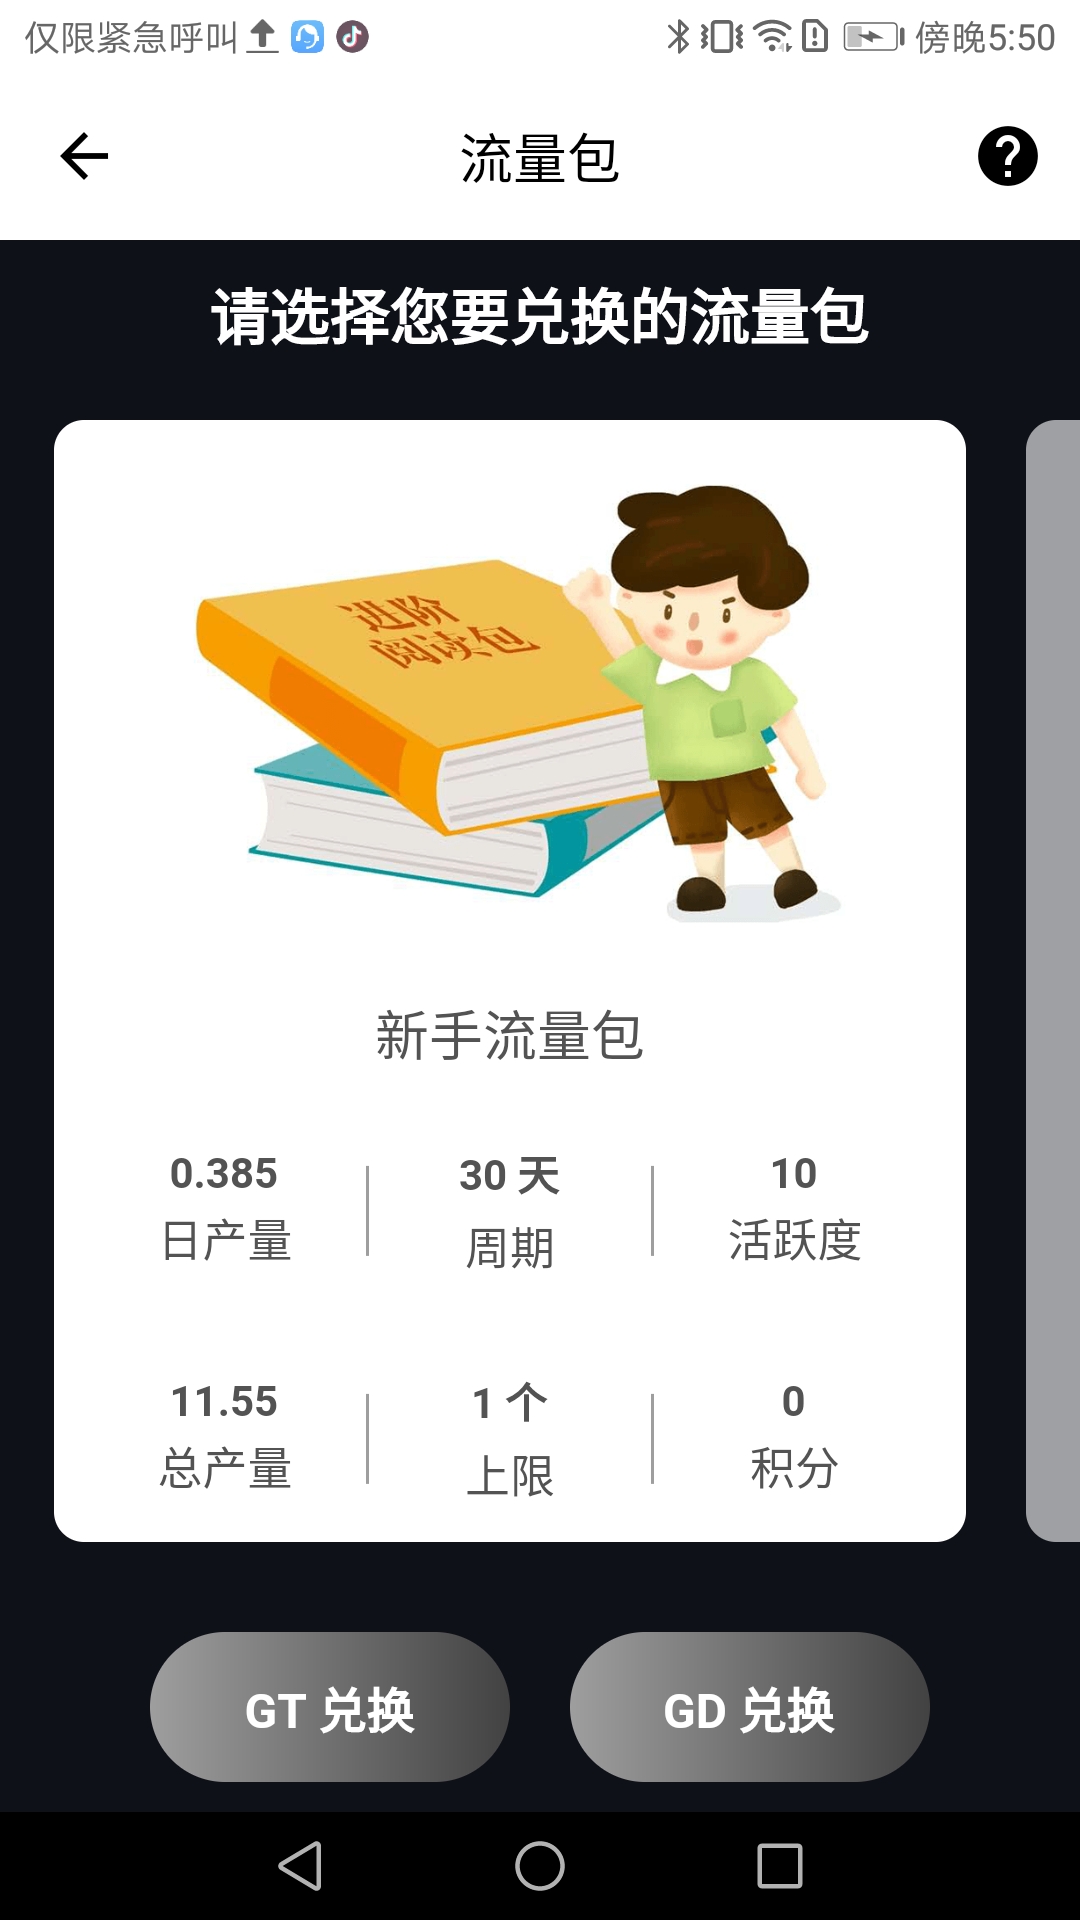 仅限紧急呼叫
傍晚5:50
流量包
请选择您要兑换的流量包
进阶
阅读包
新手流量包
0.385 30 天 10
日产量 周期 活跃度
11.55 1 个 0
总产量 上限 积分
GT 兑换 GD 兑换